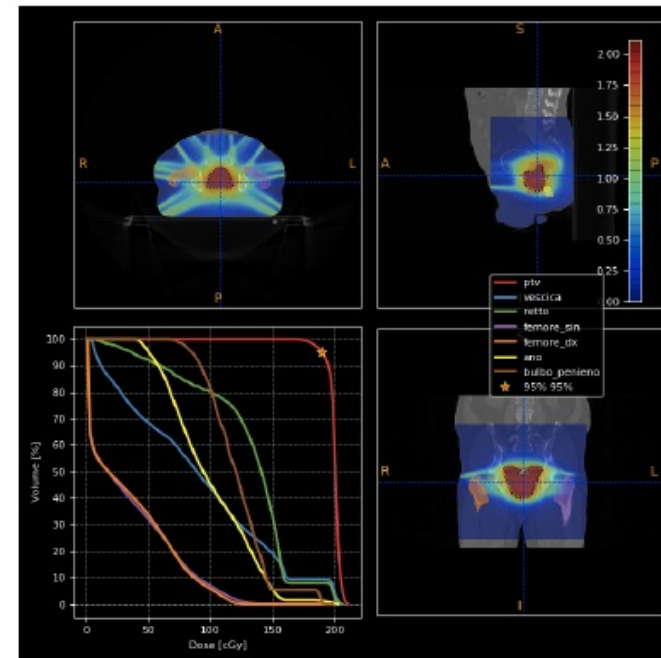 A
R
L
P
S
A
P
2.00
1.75
1.50
1.25
1.00
0.75
0.50
0.25
0.00
ptv
vescica
retto
femore_sin
femore_dx
ano
bulbo_penieno
95% 95%
100
90
80
70
60
50
40
30
20
10
0
Volume [%]
0
50
100
150
200
Dose [cGy]
R
L
I